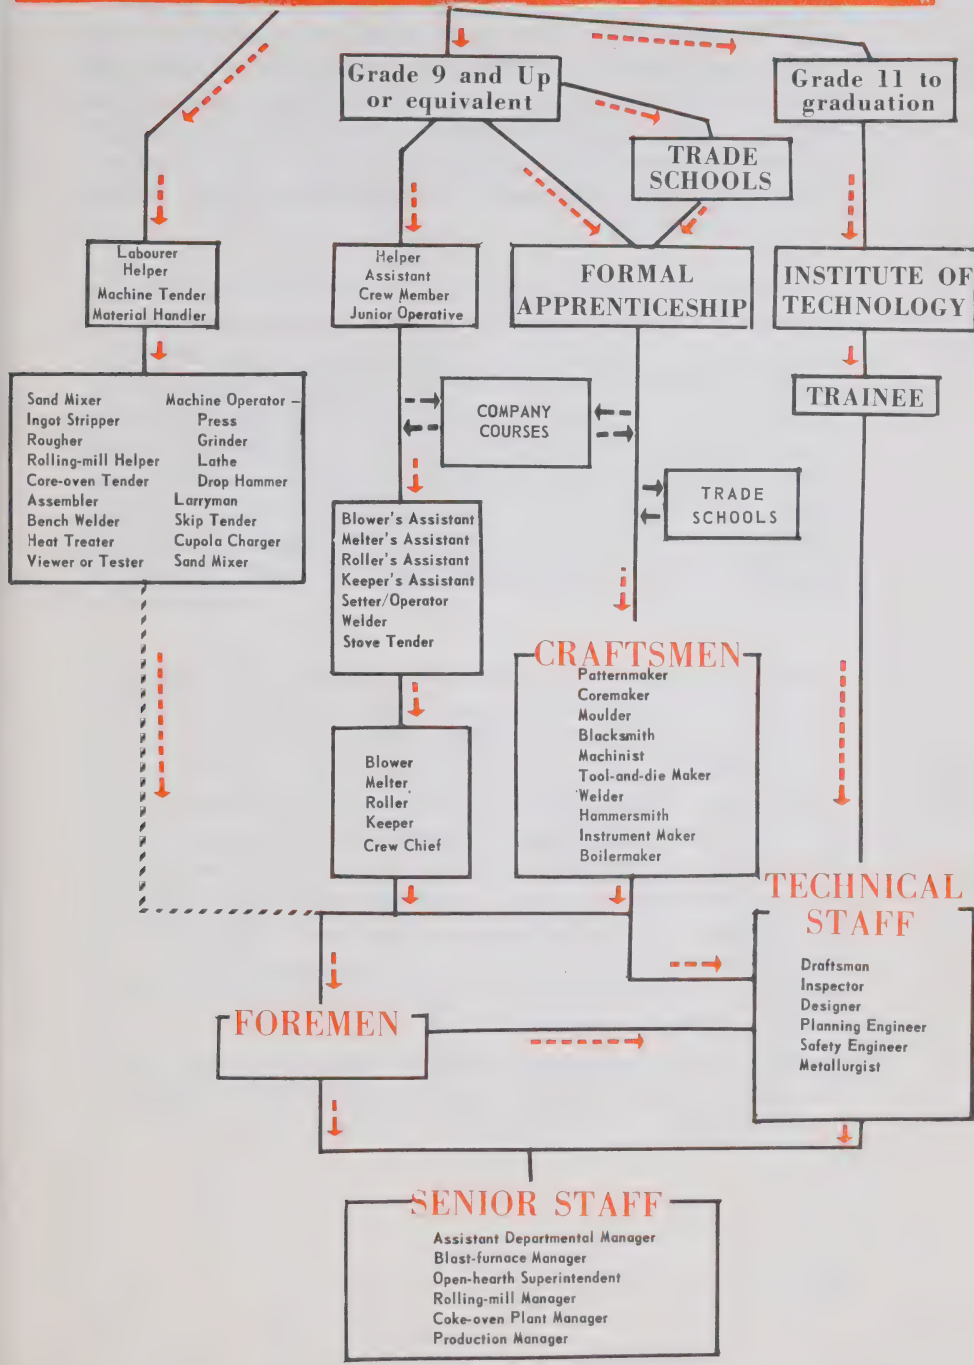 Grade 9 and Up
or equivalent
Grade 11 to
graduation
TRADE
SCHOOLS
Labourer
Helper
Machine Tender
Material Handler
Helper
Assistant
Crew Member
Junior Operative
FORMAL
APPRENTICESHIP
INSTITUTE OF
TECHNOLOGY
TRAINEE
Sand Mixer
Ingot Stripper
Rougher
Rolling-mill Helper
Core-oven Tender
Assembler
Bench Welder
Heat Treater
Viewer or Tester
Machine Operator –
Press
Grinder
Lathe
Drop Hammer
Larryman
Skip Tender
Cupola Charger
Sand Mixer
COMPANY
COURSES
TRADE
SCHOOLS
Blower's Assistant
Melter's Assistant
Roller's Assistant
Keeper's Assistant
Setter/Operator
Welder
Stove Tender
CRAFTSMEN
Patternmaker
Coremaker
Moulder
Blacksmith
Machinist
Tool-and-die Maker
Welder
Hammersmith
Instrument Maker
Boilermaker
Blower
Melter
Roller
Keeper
Crew Chief
TECHNICAL
STAFF
Draftsman
Inspector
Designer
Planning Engineer
Safety Engineer
Metallurgist
FOREMEN
SENIOR STAFF
Assistant Departmental Manager
Blast-furnace Manager
Open-hearth Superintendent
Rolling-mill Manager
Coke-oven Plant Manager
Production Manager